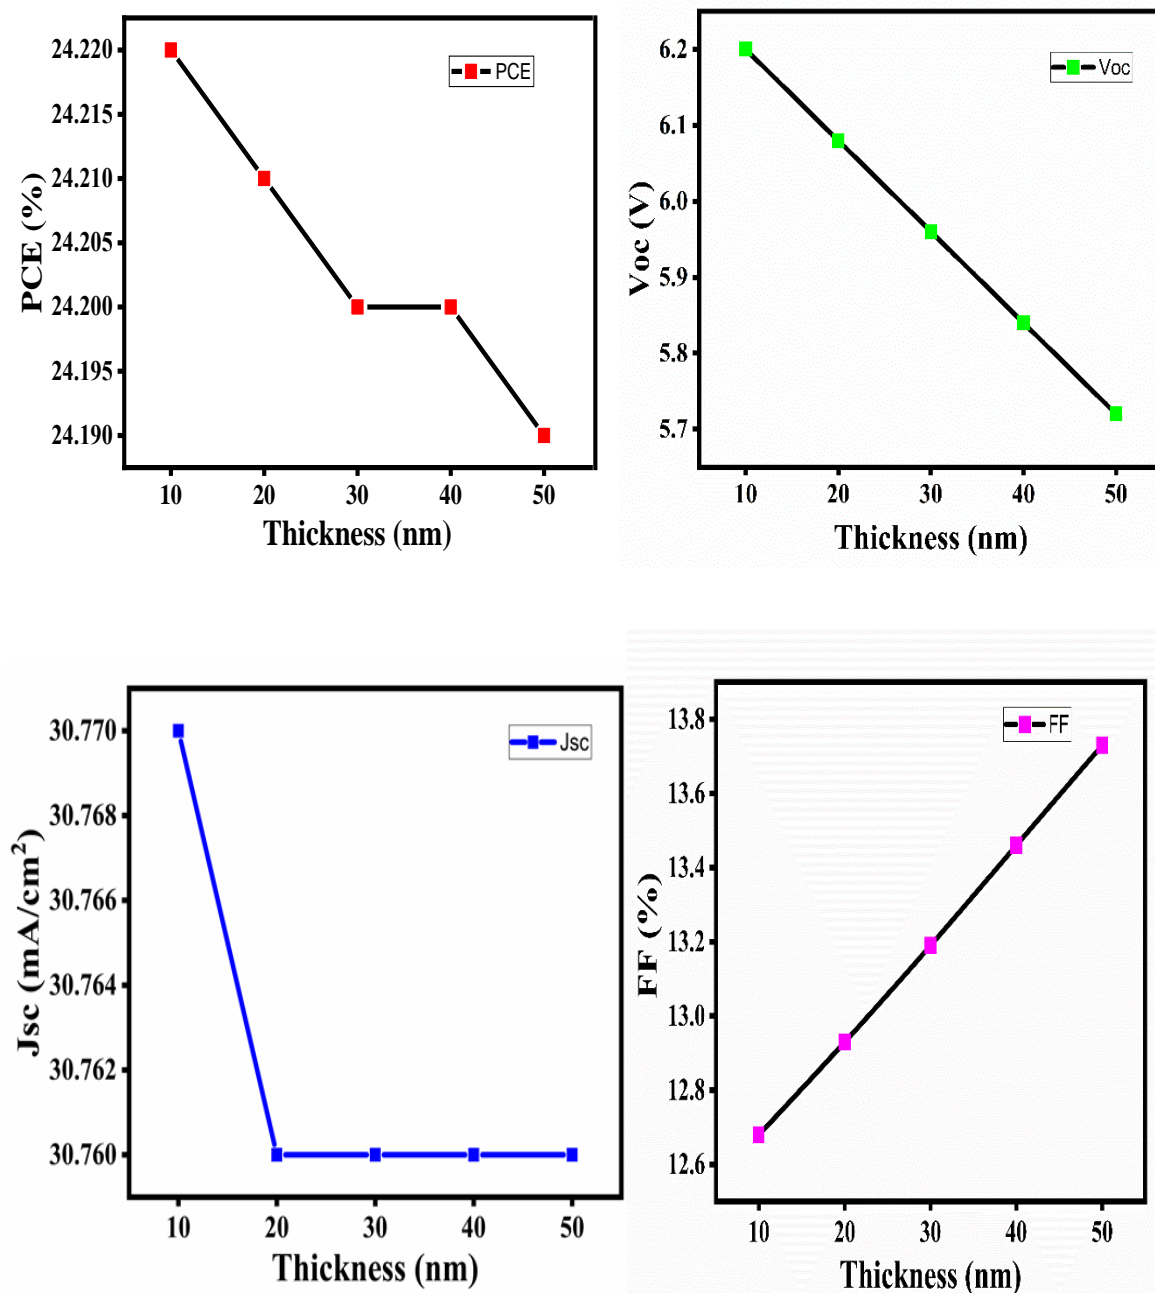 PCE (%)
24.220
24.215
24.210
24.205
24.200
24.195
24.190
PCE
10 20 30 40 50
Thickness (nm)
Voc (V)
6.2
6.1
6.0
5.9
5.8
5.7
Voc
10 20 30 40 50
Thickness (nm)
Jsc (mA/cm²)
30.770
30.768
30.766
30.764
30.762
30.760
Jsc
10 20 30 40 50
Thickness (nm)
FF (%)
13.8
13.6
13.4
13.2
13.0
12.8
12.6
FF
10 20 30 40 50
Thickness (nm)